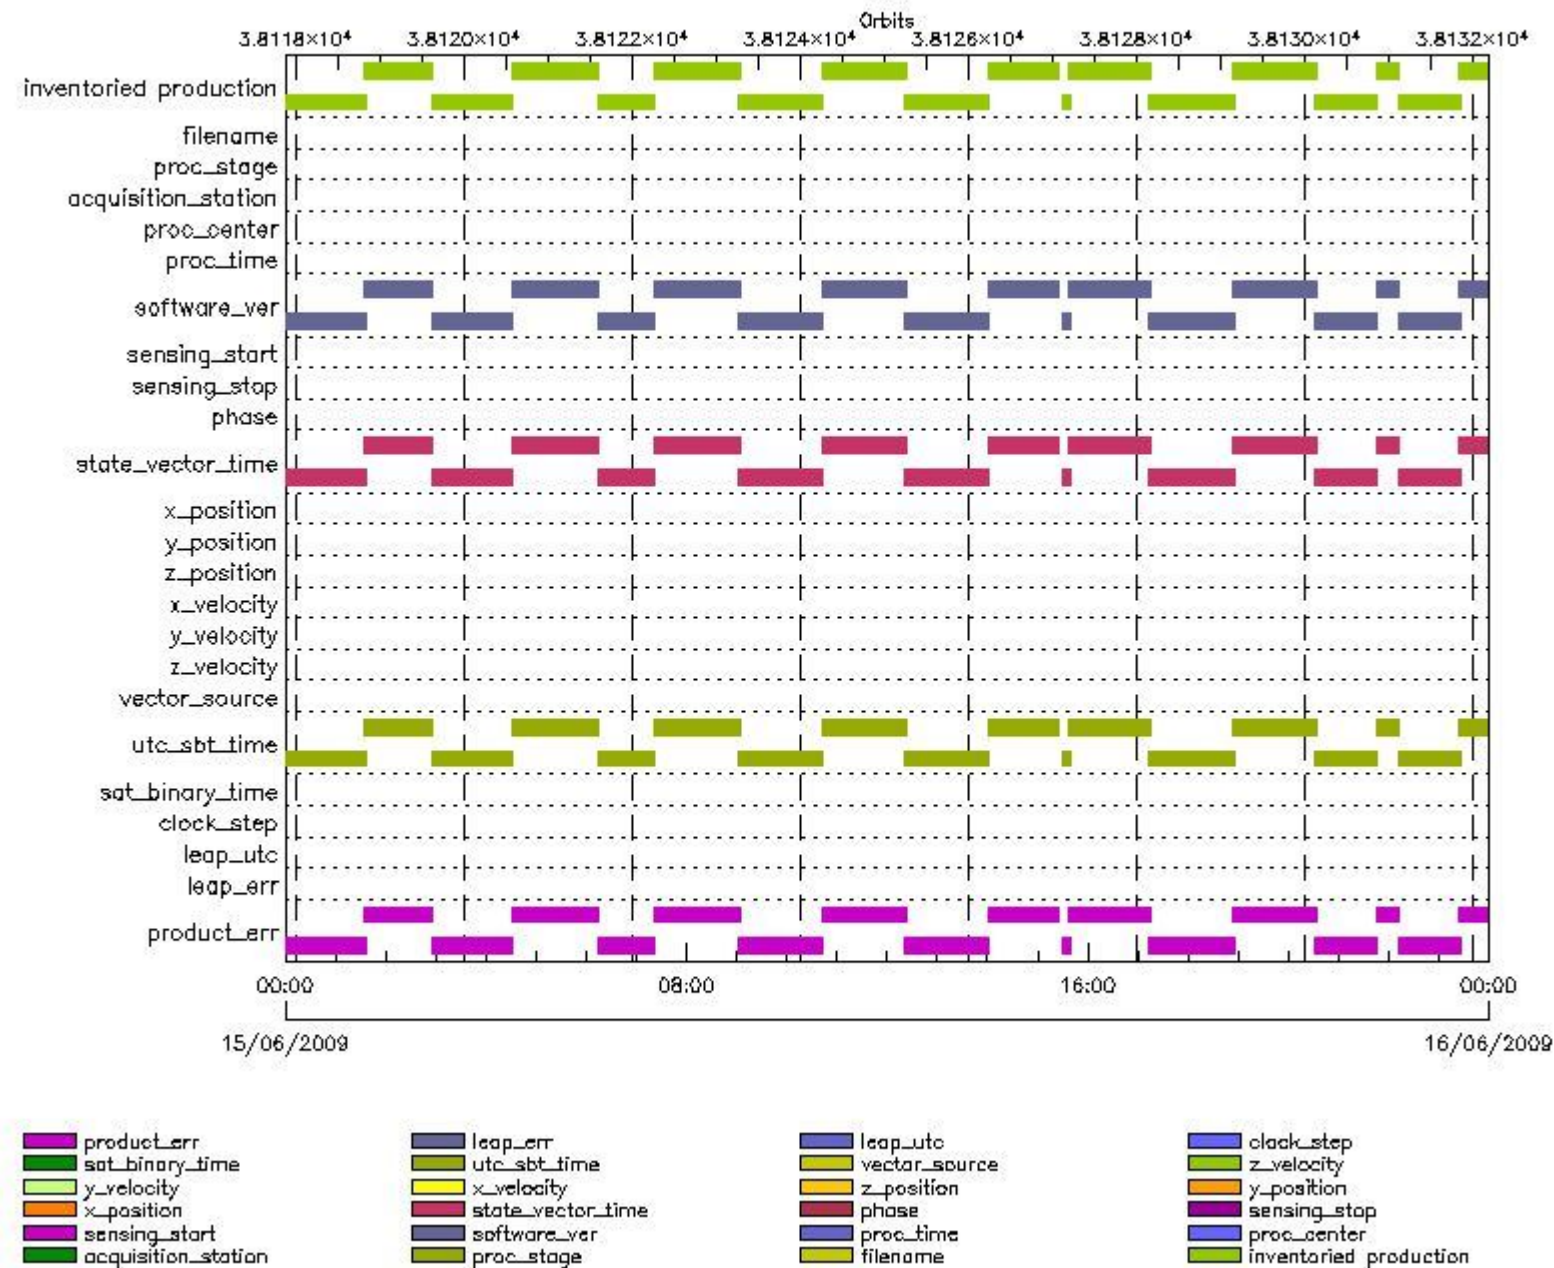 Orbits
3.8118×10⁴ 3.8120×10⁴ 3.8122×10⁴ 3.8124×10⁴ 3.8126×10⁴ 3.8128×10⁴ 3.8130×10⁴ 3.8132×10⁴
inventoried production
filename
proc_stage
acquisition_station
proc_center
proc_time
software_ver
sensing_start
sensing_stop
phase
state_vector_time
x_position
y_position
z_position
x_velocity
y_velocity
z_velocity
vector_source
utc_sbt_time
sat_binary_time
clock_step
leap_utc
leap_err
product_err
00:00 08:00 16:00 00:00
15/06/2009 16/06/2009
product_err leap_err leap_utc clock_step
sat_binary_time utc_sbt_time vector_source z_velocity
y_velocity x_velocity z_position y_position
x_position state_vector_time phase sensing_stop
sensing_start software_ver proc_time proc_center
acquisition_station proc_stage filename inventoried production